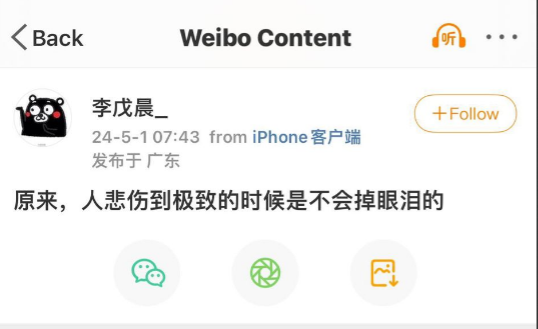 Back
Weibo Content
听
李戊晨_
24-5-1 07:43 from iPhone客户端
发布于 广东
+Follow
原来，人悲伤到极致的时候是不会掉眼泪的